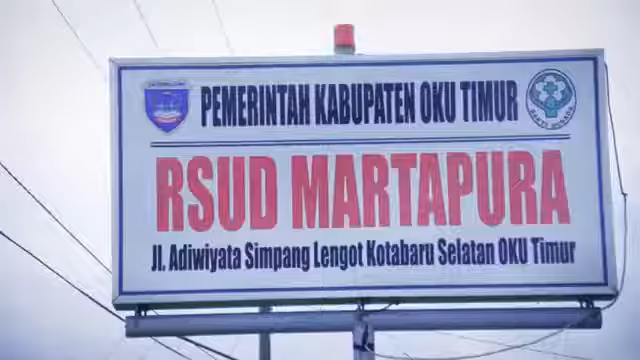 PEMERINTAH KABUPATEN OKU TIMUR
RSUD MARTAPURA
Jl. Adiwiyata Simpang Lengot Kotabaru Selatan OKU Timur